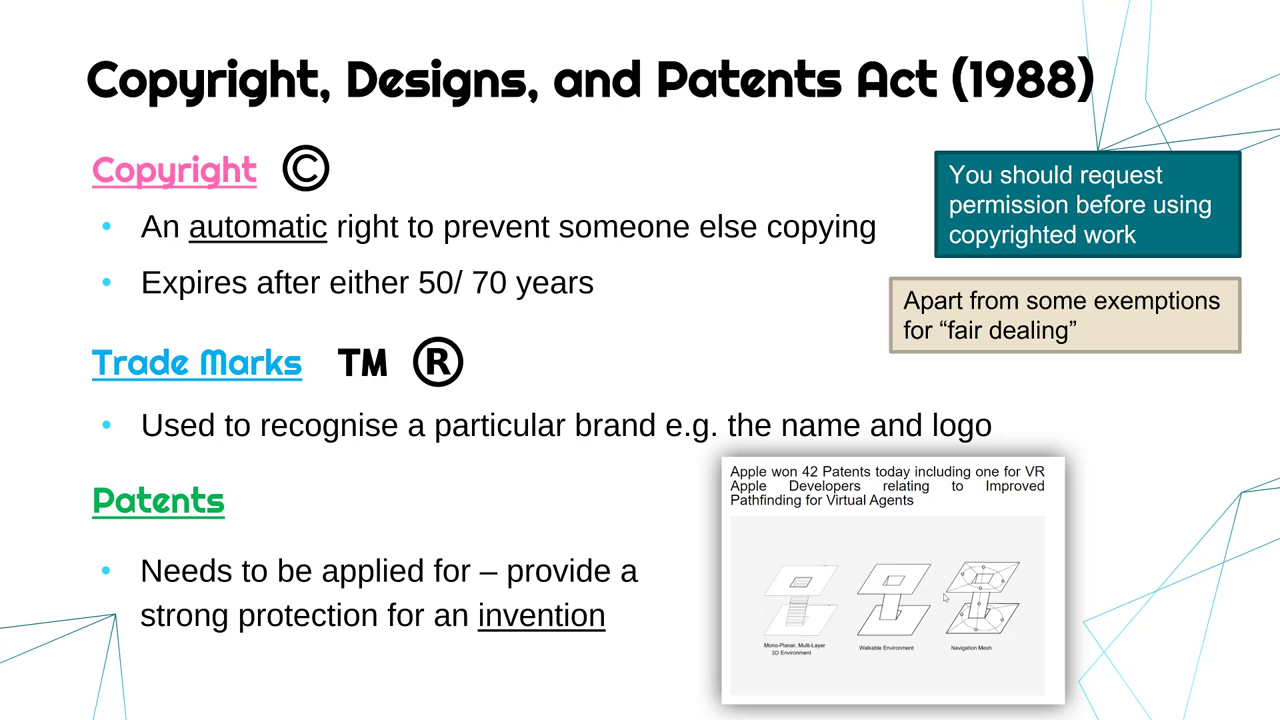 Copyright, Designs, and Patents Act (1988)
Copyright ©
• An automatic right to prevent someone else copying
• Expires after either 50/ 70 years
You should request
permission before using
copyrighted work
Apart from some exemptions
for “fair dealing”
Trade Marks TM ®
• Used to recognise a particular brand e.g. the name and logo
Patents
• Needs to be applied for – provide a
strong protection for an invention
Apple won 42 Patents today including one for VR
Apple Developers relating to Improved
Pathfinding for Virtual Agents
Mono-Planar, Multi-Layer
3D Environment
Walkable Environment
Navigation Mesh